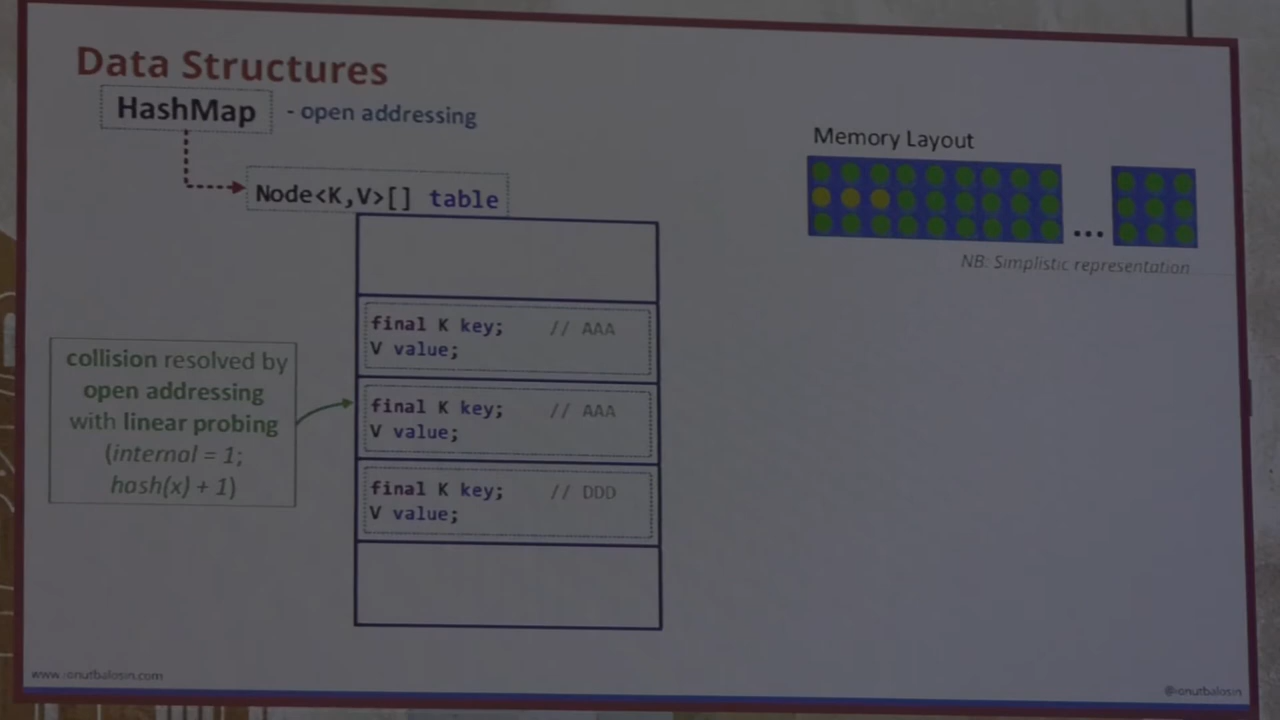 Data Structures
HashMap - open addressing
Node<K,V>[] table
Memory Layout
...
NB: Simplistic representation
final K key; // AAA
V value;
final K key; // AAA
V value;
final K key; // DDD
V value;
collision resolved by
open addressing
with linear probing
(internol = 1;
hash(x) + 1)
www.ionutbalosin.com
@ionutbalosin